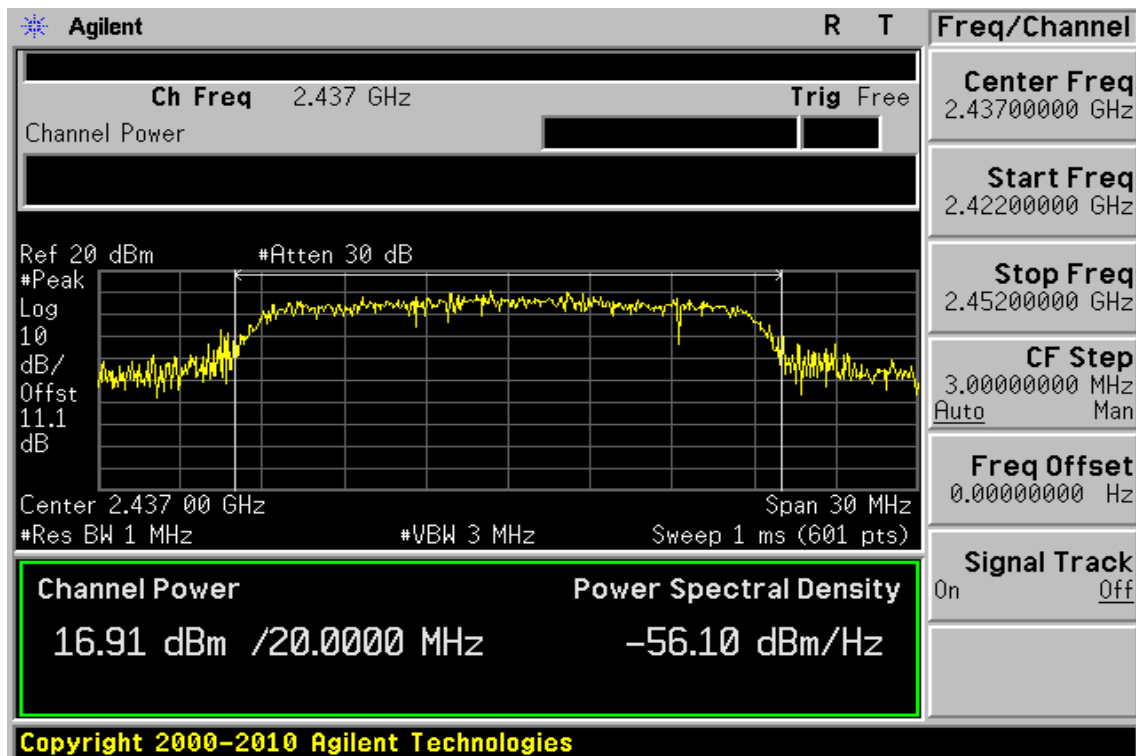 Agilent R T Freq/Channel
Ch Freq 2.437 GHz Trig Free
Channel Power
Center Freq
2.43700000 GHz
Start Freq
2.42200000 GHz
Stop Freq
2.45200000 GHz
CF Step
3.00000000 MHz
Auto Man
Freq Offset
0.00000000 Hz
Signal Track
On Off
Ref 20 dBm #Atten 30 dB
#Peak
Log
10
dB/
Offst
11.1
dB
Center 2.437 00 GHz Span 30 MHz
#Res BW 1 MHz #VBW 3 MHz Sweep 1 ms (601 pts)
Channel Power Power Spectral Density
16.91 dBm /20.0000 MHz -56.10 dBm/Hz
Copyright 2000-2010 Agilent Technologies